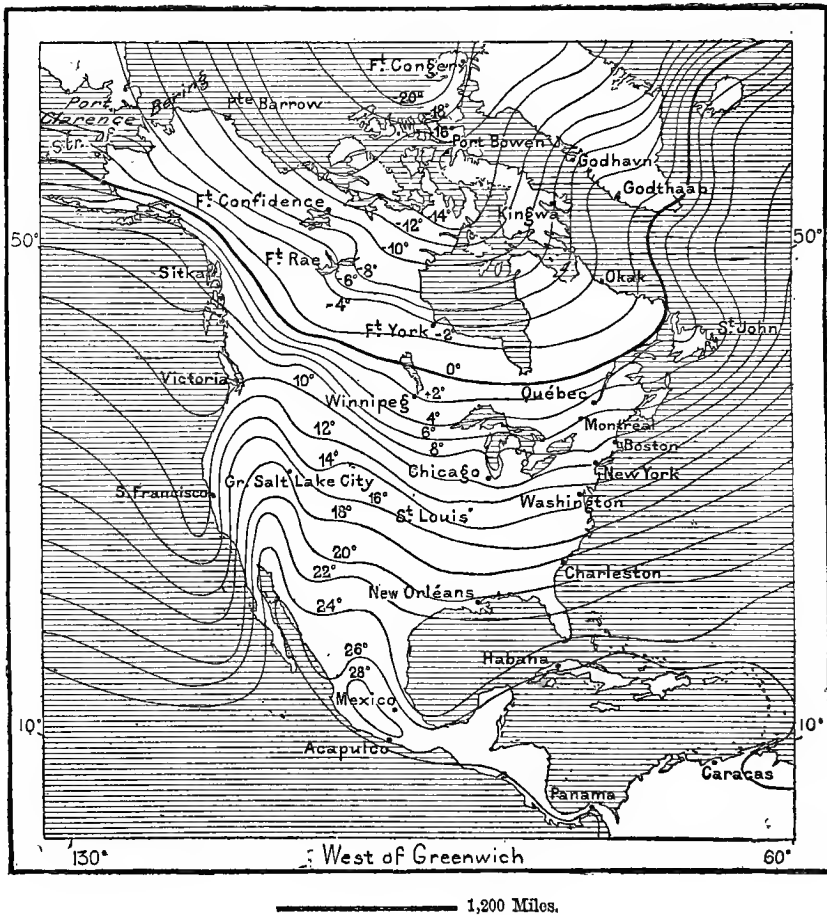 Ft. Conger
-20°
-18°
-16°
Port Clarence
Bering
Str.
Pte Barrow
Port Bowen
Godhavn
Godthaab
Ft. Confidence
-12°
14°
Kingwa
-10°
50°
50°
Ft. Rae
-8°
-6°
-4°
Okak
Sitka
Ft. York
-2°
St. John
0°
Victoria
10°
Winnipeg
+2°
Québec
4°
6°
8°
Montreal
12°
Boston
14°
Chicago
New York
S. Francisco
Gr. Salt Lake City
16°
Washington
St. Louis
18°
20°
22°
Charleston
New Orléans
24°
26°
28°
Habana
Mexico
10°
10°
Acapulco
Caracas
Panama
130°
West of Greenwich
60°
1,200 Miles.